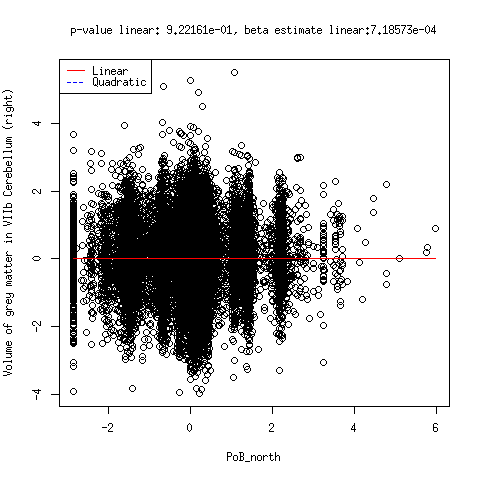 p-value linear: 9.22161e-01, beta estimate linear:7.18573e-04
Linear
Quadratic
Volume of grey matter in VIIb Cerebellum (right)
4
2
0
-2
-4
-2 0 2 4 6
PoB_north